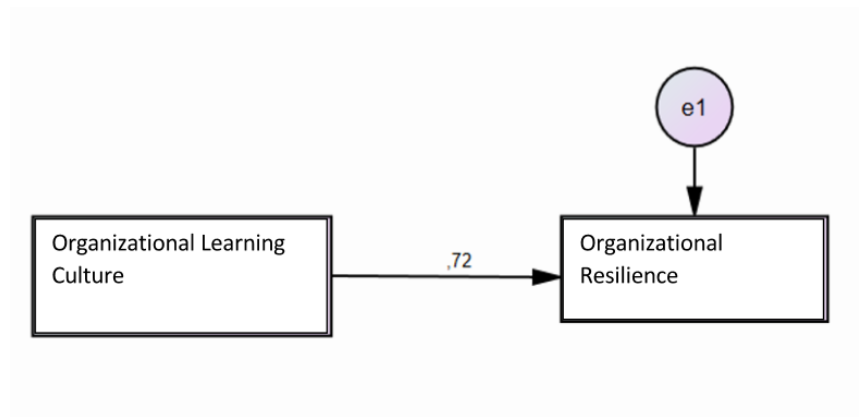 e1
Organizational Learning
Culture
,72
Organizational
Resilience